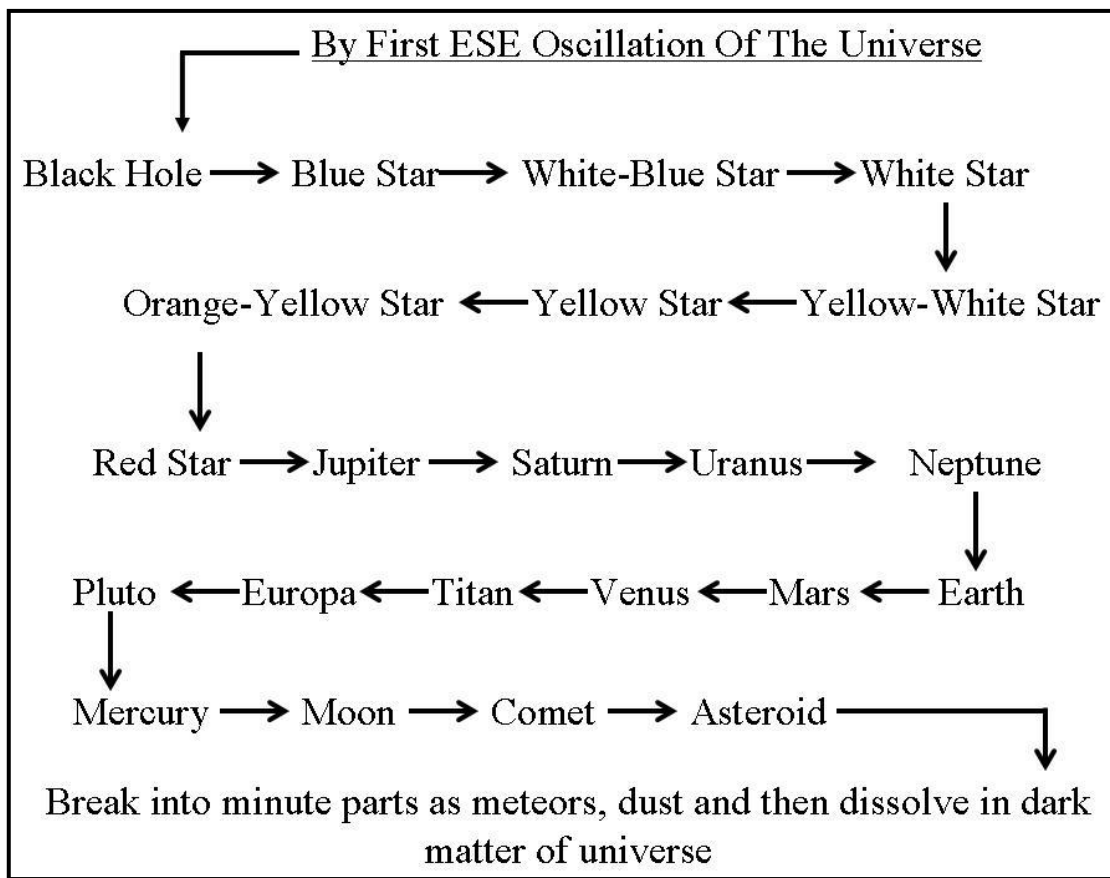 By First ESE Oscillation Of The Universe
Black Hole Blue Star White-Blue Star White Star
Orange-Yellow Star Yellow Star Yellow-White Star
Red Star Jupiter Saturn Uranus Neptune
Pluto Europa Titan Venus Mars Earth
Mercury Moon Comet Asteroid
Break into minute parts as meteors, dust and then dissolve in dark
matter of universe